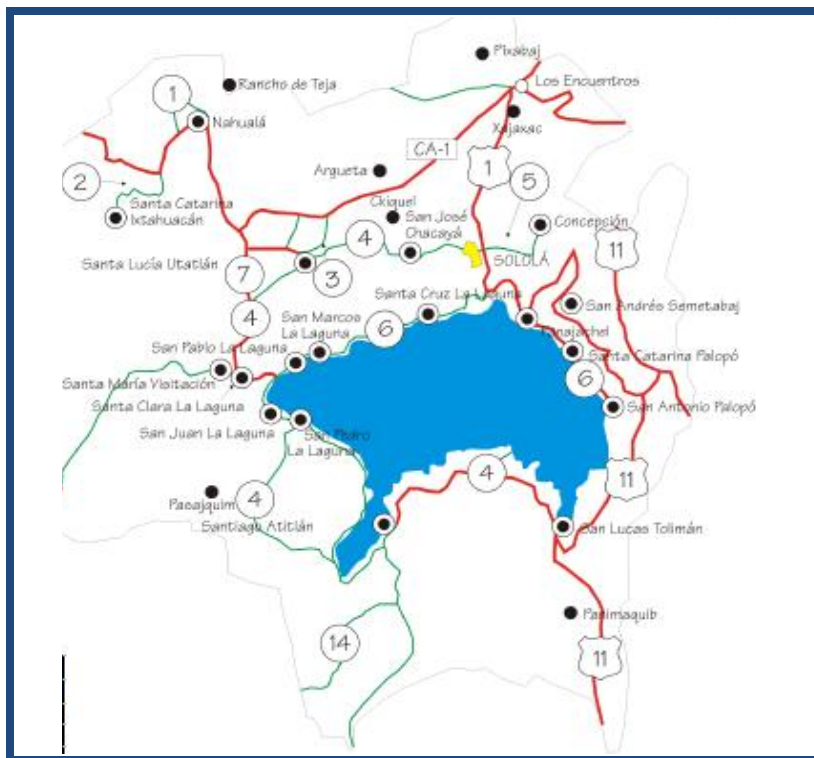 Pixabaj
Los Encuentros
Rancho de Teja
1
Nahualá
Xajaxac
CA-1
Argueta
1
5
2
Santa Catarina
Ixtahuacán
Ckiquel
San José
Chacayá
Concepción
4
11
SOLOLÁ
Santa Lucía Utatlán
7
3
Santa Cruz La Laguna
San Andrés Semetabaj
4
San Marcos
La Laguna
6
Panajachel
San Pablo La Laguna
Santa Catarina Palopó
Santa María Visitación
6
Santa Clara La Laguna
San Antonio Palopó
San Juan La Laguna
San Pedro
La Laguna
4
11
4
Pacajquim
Santiago Atitlán
San Lucas Tolimán
Panimaquib
14
11